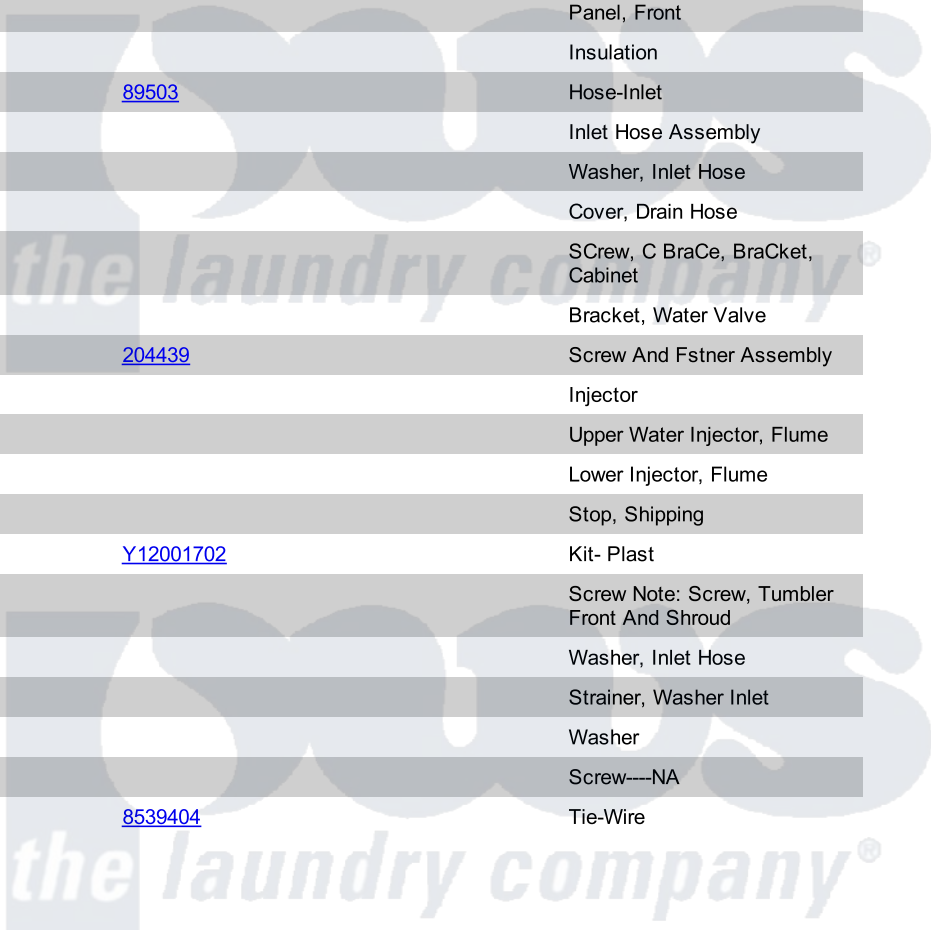 Panel, Front
Insulation
89503 Hose-Inlet
Inlet Hose Assembly
Washer, Inlet Hose
Cover, Drain Hose
SCrew, C BraCe, BraCket,
Cabinet
the laundry company®
Bracket, Water Valve
204439 Screw And Fstner Assembly
Injector
Upper Water Injector, Flume
Lower Injector, Flume
Stop, Shipping
Y12001702 Kit- Plast
Screw Note: Screw, Tumbler
Front And Shroud
Washer, Inlet Hose
Strainer, Washer Inlet
Washer
Screw----NA
8539404 Tie-Wire
the laundry company®